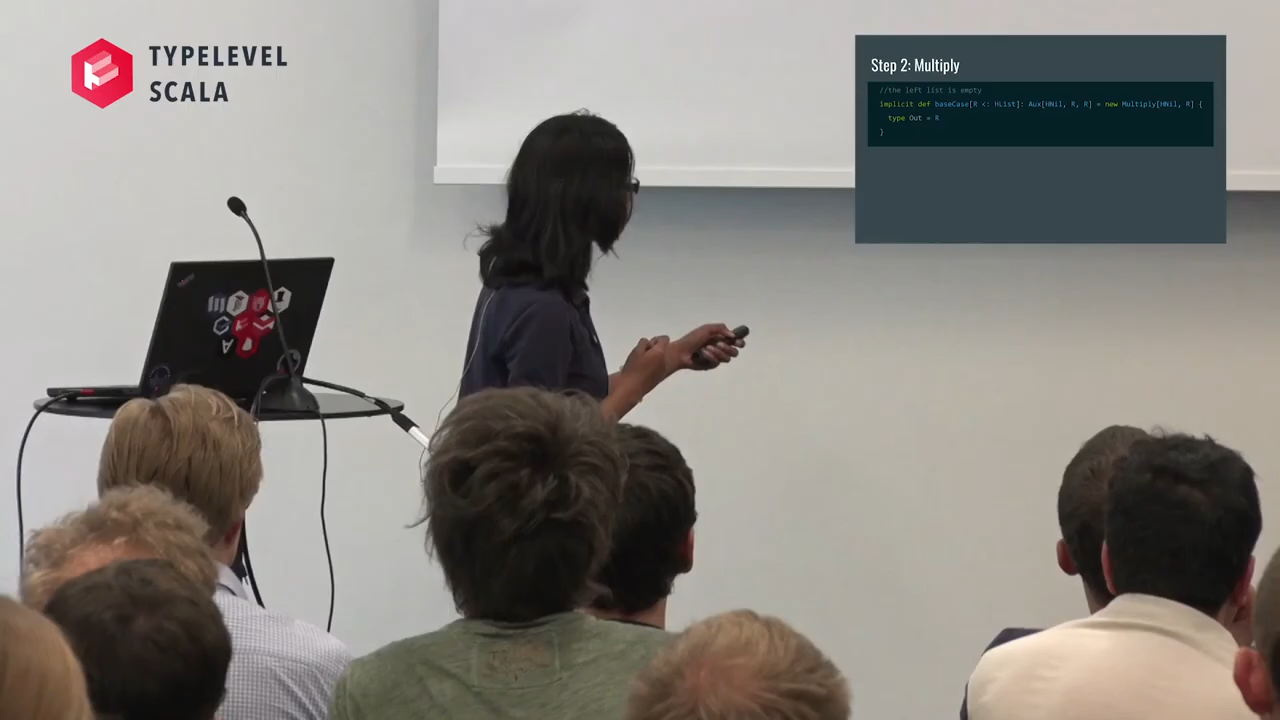 TYPELEVEL
SCALA
Step 2: Multiply
//the left list is empty
implicit def baseCase[R <: HList]: Aux[HNil, R, R] = new Multiply[HNil, R] {
type Out = R
}